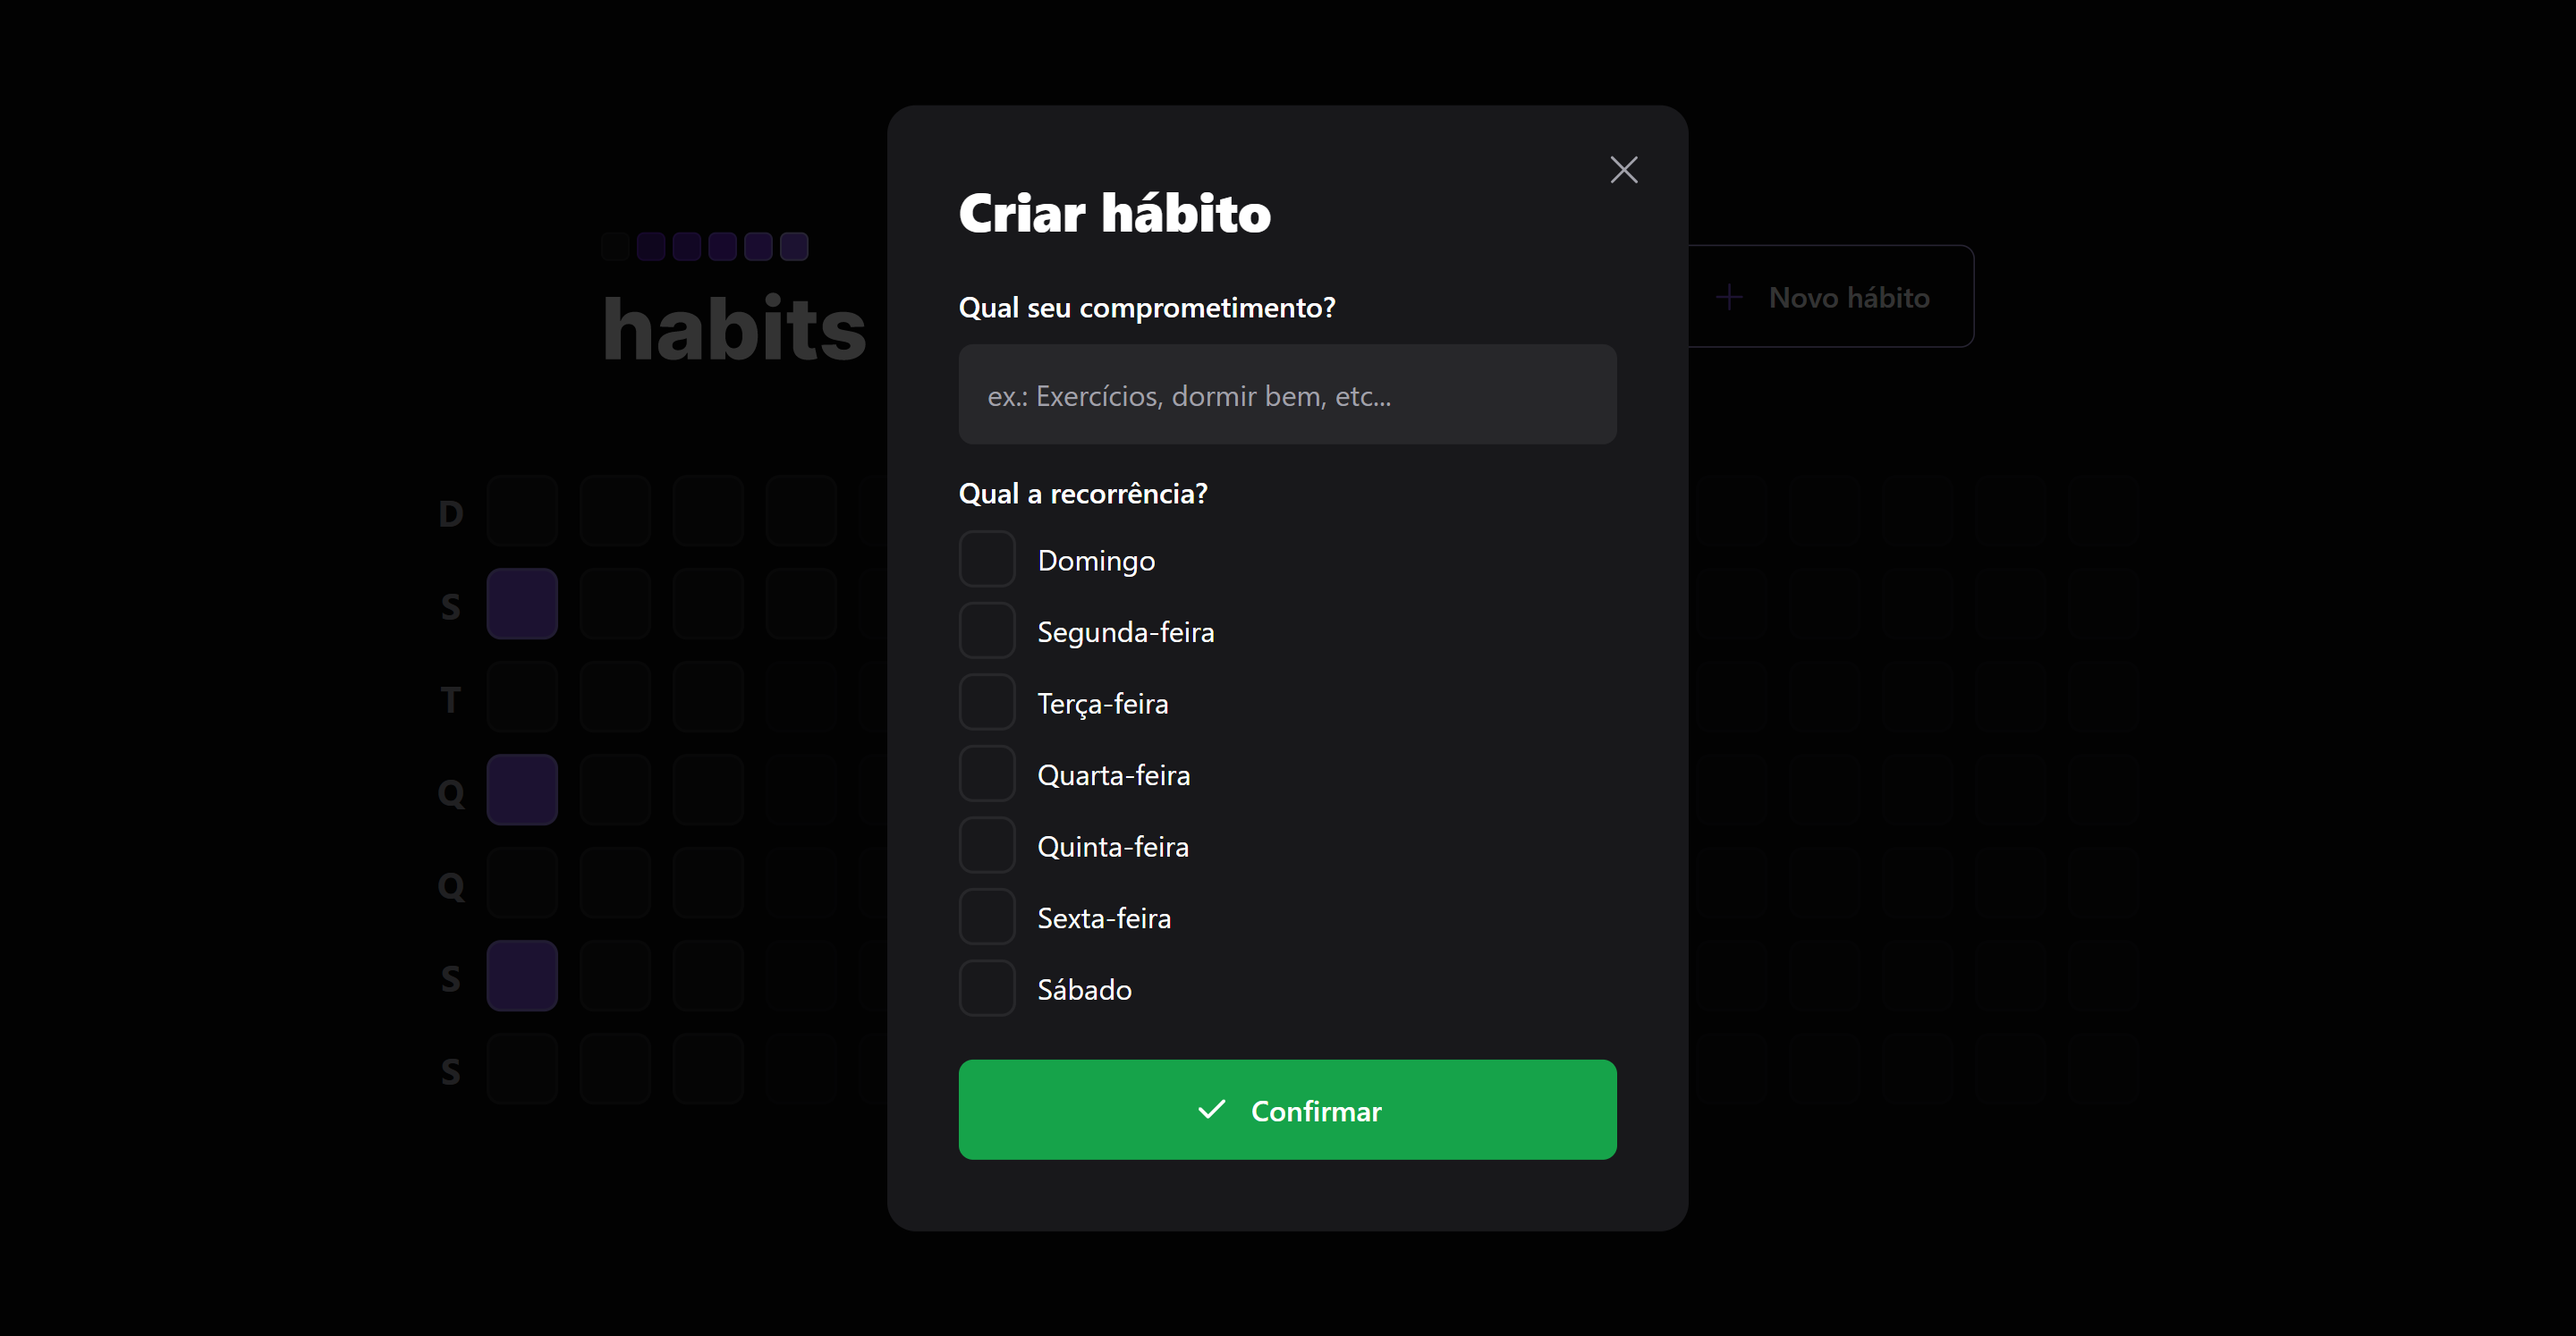 habits
Novo hábito
D
S
T
Q
Q
S
S
Criar hábito
Qual seu comprometimento?
ex.: Exercícios, dormir bem, etc...
Qual a recorrência?
Domingo
Segunda-feira
Terça-feira
Quarta-feira
Quinta-feira
Sexta-feira
Sábado
Confirmar